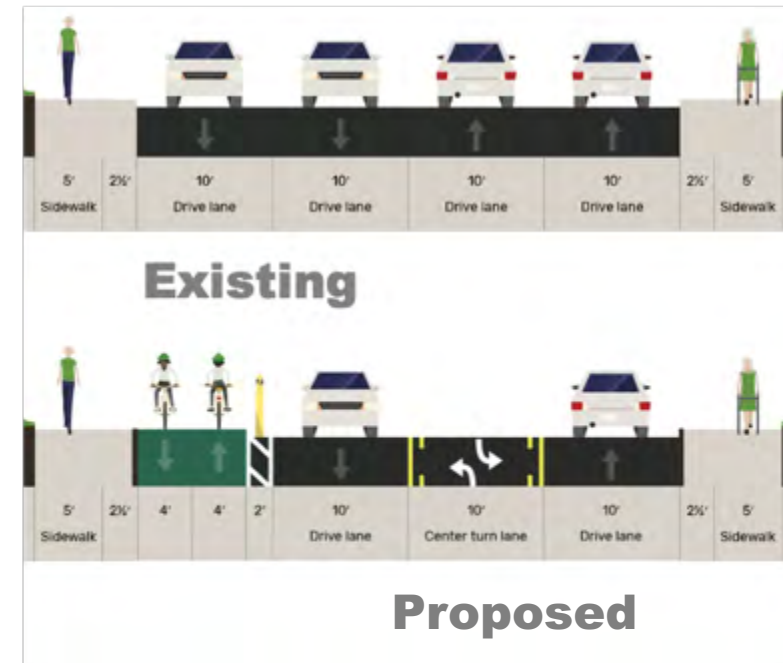 5' 2½' 10' 10' 10' 10' 2½' 5'
Sidewalk Drive lane Drive lane Drive lane Drive lane Sidewalk
Existing
5' 2½' 4' 4' 2' 10' 10' 10' 2½' 5'
Sidewalk Drive lane Center turn lane Drive lane Sidewalk
Proposed